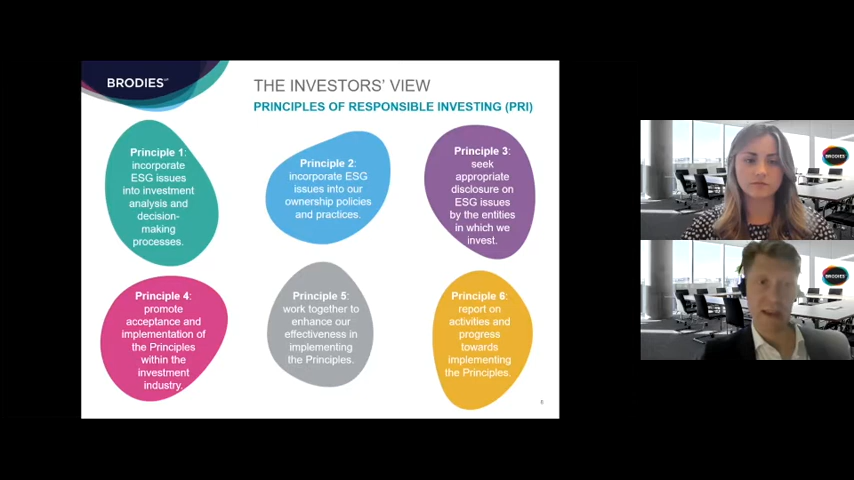 BRODIES LLP
THE INVESTORS' VIEW
PRINCIPLES OF RESPONSIBLE INVESTING (PRI)
Principle 1:
incorporate
ESG issues
into investment
analysis and
decision-
making
processes.
Principle 2:
incorporate ESG
issues into our
ownership policies
and practices.
Principle 3:
seek
appropriate
disclosure on
ESG issues
by the entities
in which we
invest.
Principle 4:
promote
acceptance and
implementation of
the Principles
within the
investment
industry.
Principle 5:
work together to
enhance our
effectiveness in
implementing
the Principles.
Principle 6:
report on
activities and
progress
towards
implementing
the Principles.
BRODIES
BRODIES